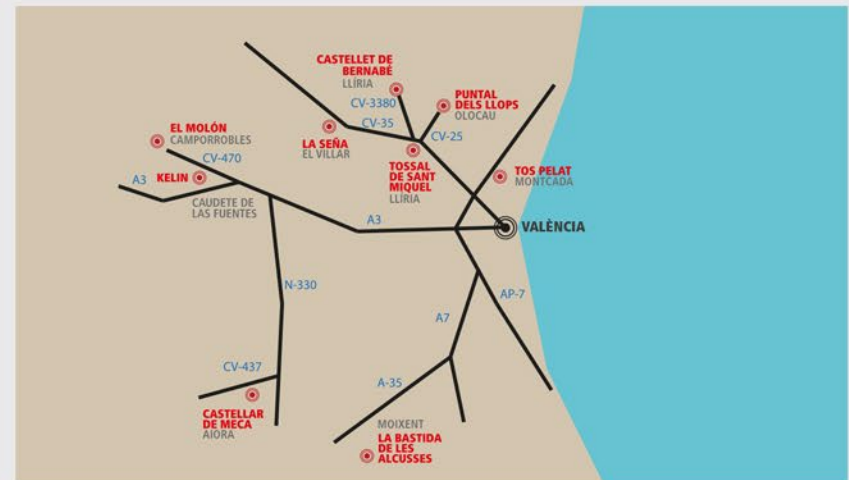 CASTELLET DE
BERNABÉ
LLÍRIA
CV-3380
CV-35
PUNTAL
DELS LLOPS
OLOCAU
CV-25
EL MOLÓN
CAMPORROBLES
CV-470
LA SEÑA
EL VILLAR
TOSSAL
DE SANT
MIQUEL
LLÍRIA
TOS PELAT
MONTCADA
A3
KELIN
CAUDETE DE
LAS FUENTES
A3
VALÈNCIA
N-330
AP-7
A7
CV-437
A-35
CASTELLAR
DE MECA
AIORA
MOIXENT
LA BASTIDA
DE LES
ALCUSSES